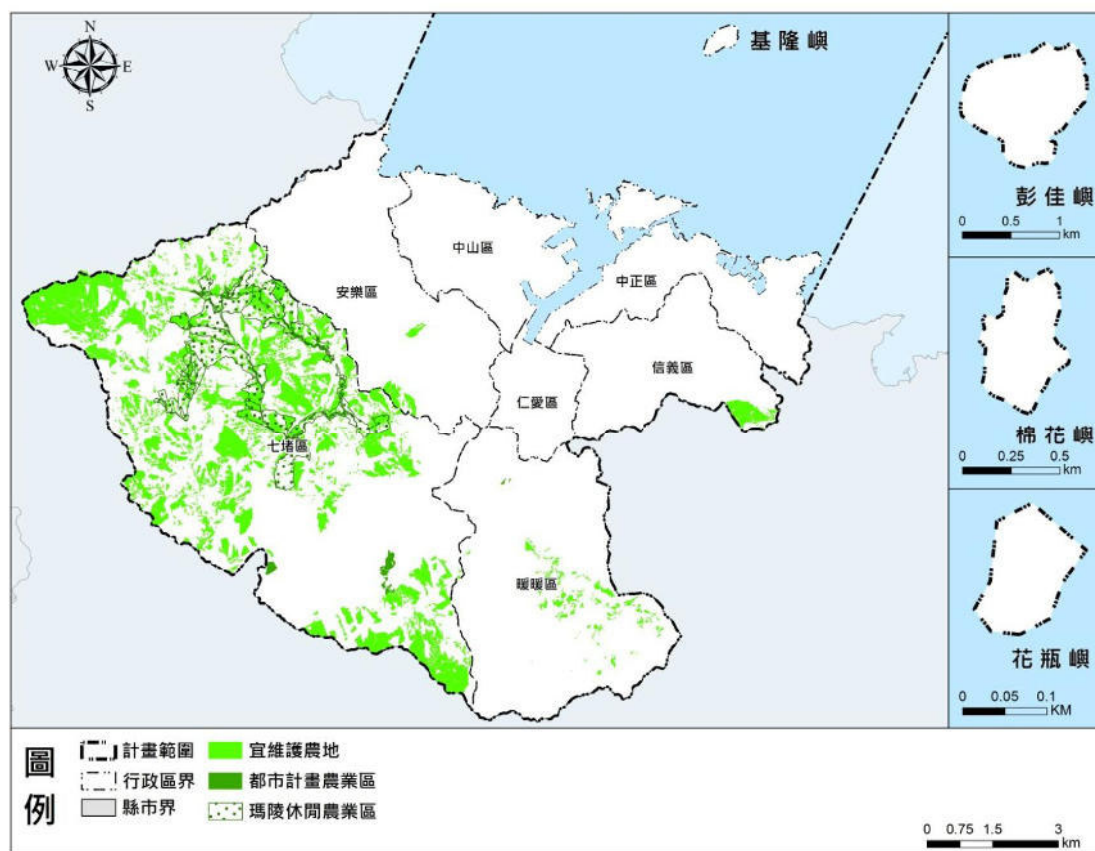 N
W E
S
基隆嶼
中山區
安樂區
中正區
信義區
仁愛區
七堵區
暖暖區
彭佳嶼
0 0.5 1
km
棉花嶼
0 0.25 0.5
km
花瓶嶼
0 0.05 0.1
KM
圖例
計畫範圍
宜維護農地
行政區界
都市計畫農業區
縣市界
瑪陵休閒農業區
0 0.75 1.5 3
km